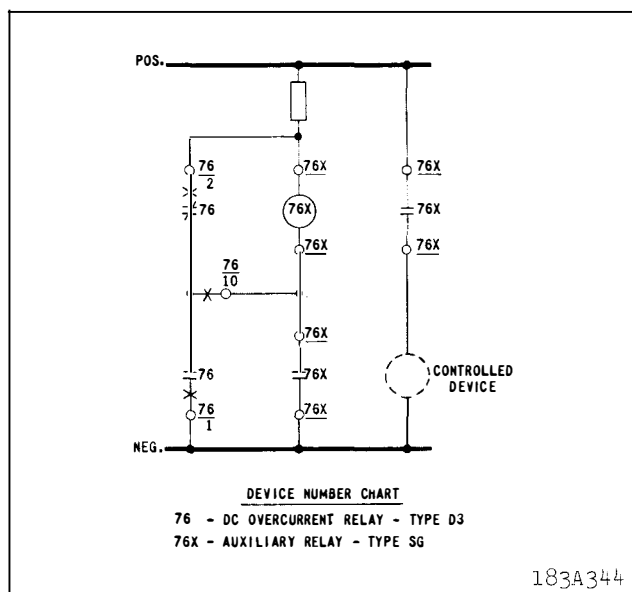 POS.
76
2
76X
76X
76
76X
76X
76X
76X
76
10
76X
76
76X
CONTROLLED
DEVICE
76
1
76X
NEG.
DEVICE NUMBER CHART
76 - DC OVERCURRENT RELAY - TYPE D3
76X - AUXILIARY RELAY - TYPE SG
183A344